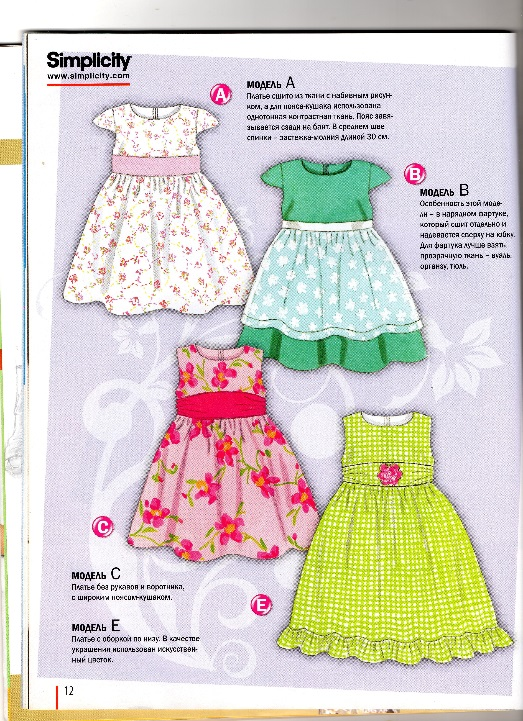 Simplicity
www.simplicity.com
A
МОДЕЛЬ A
Платье сшито из ткани с набивным рисун-
ком, а для пояса-кушака использована
однотонная контрастная ткань. Пояс завя-
зывается сзади на бант. В среднем шве
спинки – застежка-молния длиной 30 см.
B
МОДЕЛЬ B
Особенность этой моде-
ли – в нарядном фартуке,
который сшит отдельно и
надевается сверху на юбку.
Для фартука лучше взять
прозрачную ткань – вуаль,
органзу, тюль.
C
МОДЕЛЬ C
Платье без рукавов и воротника,
с широким поясом-кушаком.
E
МОДЕЛЬ E
Платье с оборкой по низу. В качестве
украшения использован искусствен-
ный цветок.
12